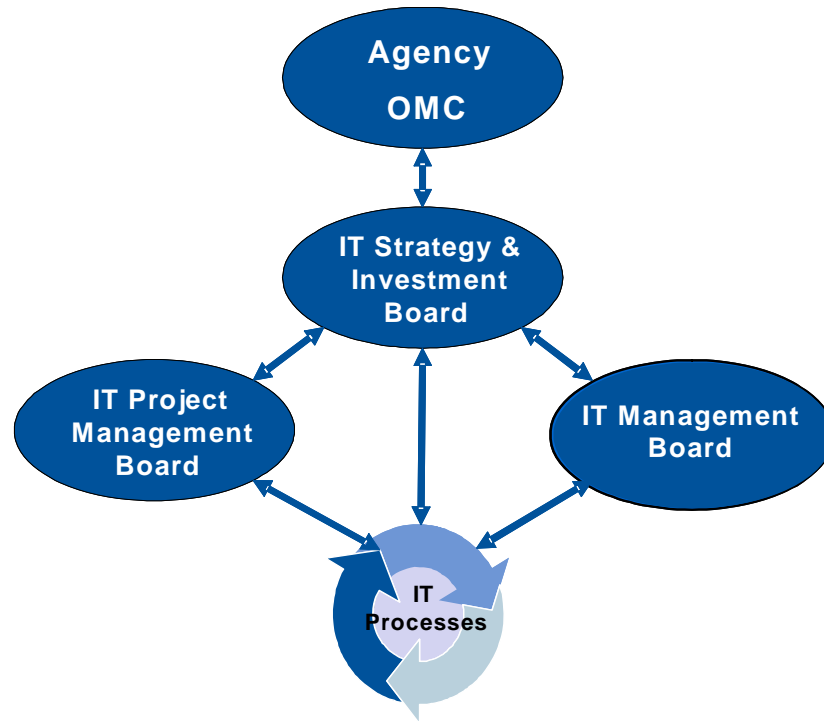 Agency
OMC
IT Strategy &
Investment
Board
IT Project
Management
Board
IT Management
Board
IT
Processes